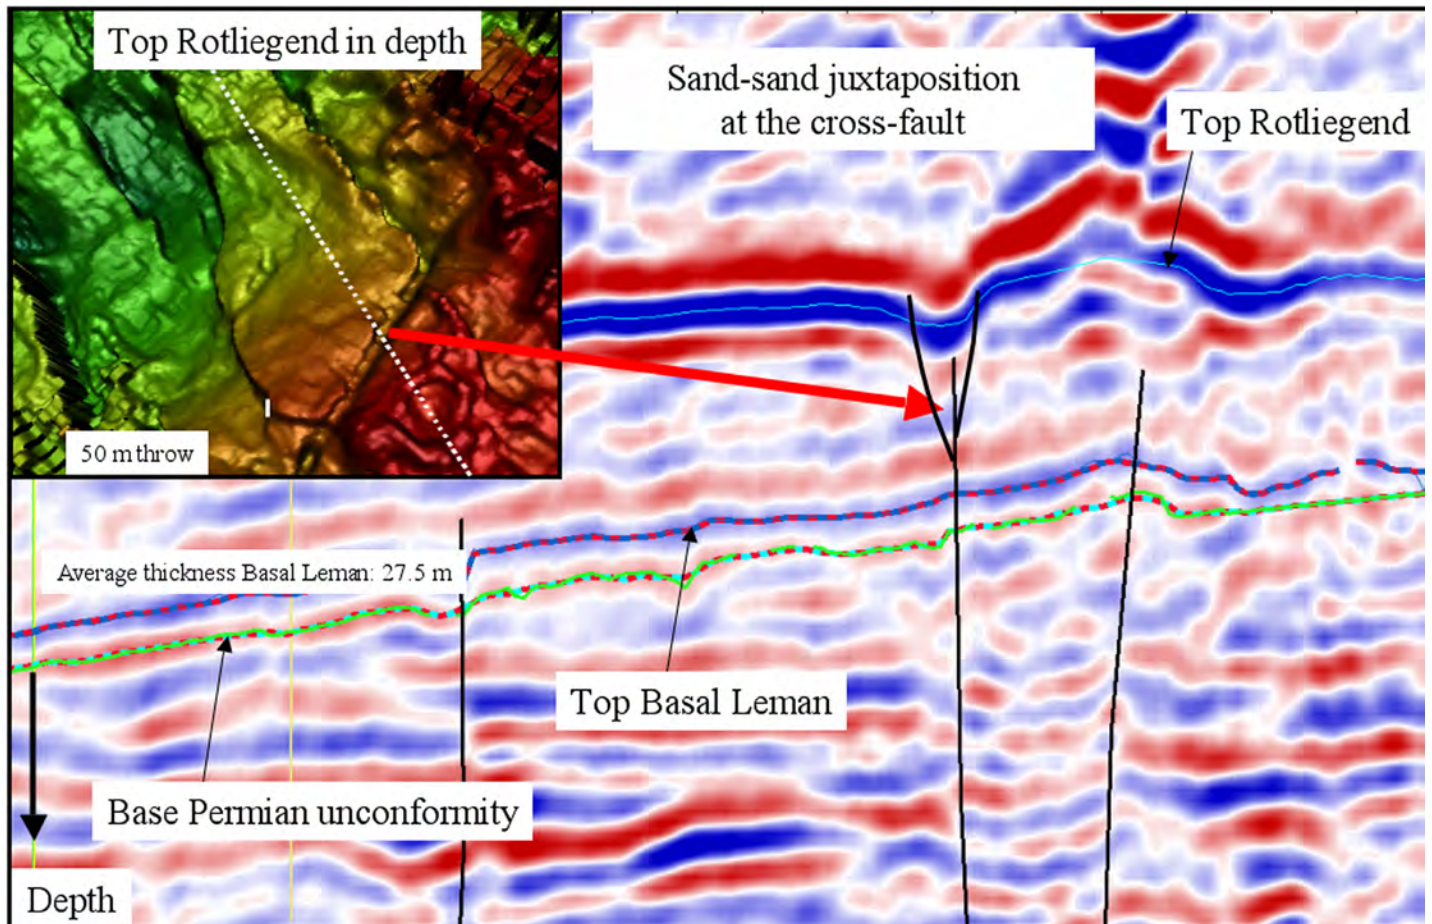 Top Rotliegend in depth
Sand-sand juxtaposition
at the cross-fault
Top Rotliegend
50 m throw
Average thickness Basal Leman: 27.5 m
Top Basal Leman
Base Permian unconformity
Depth